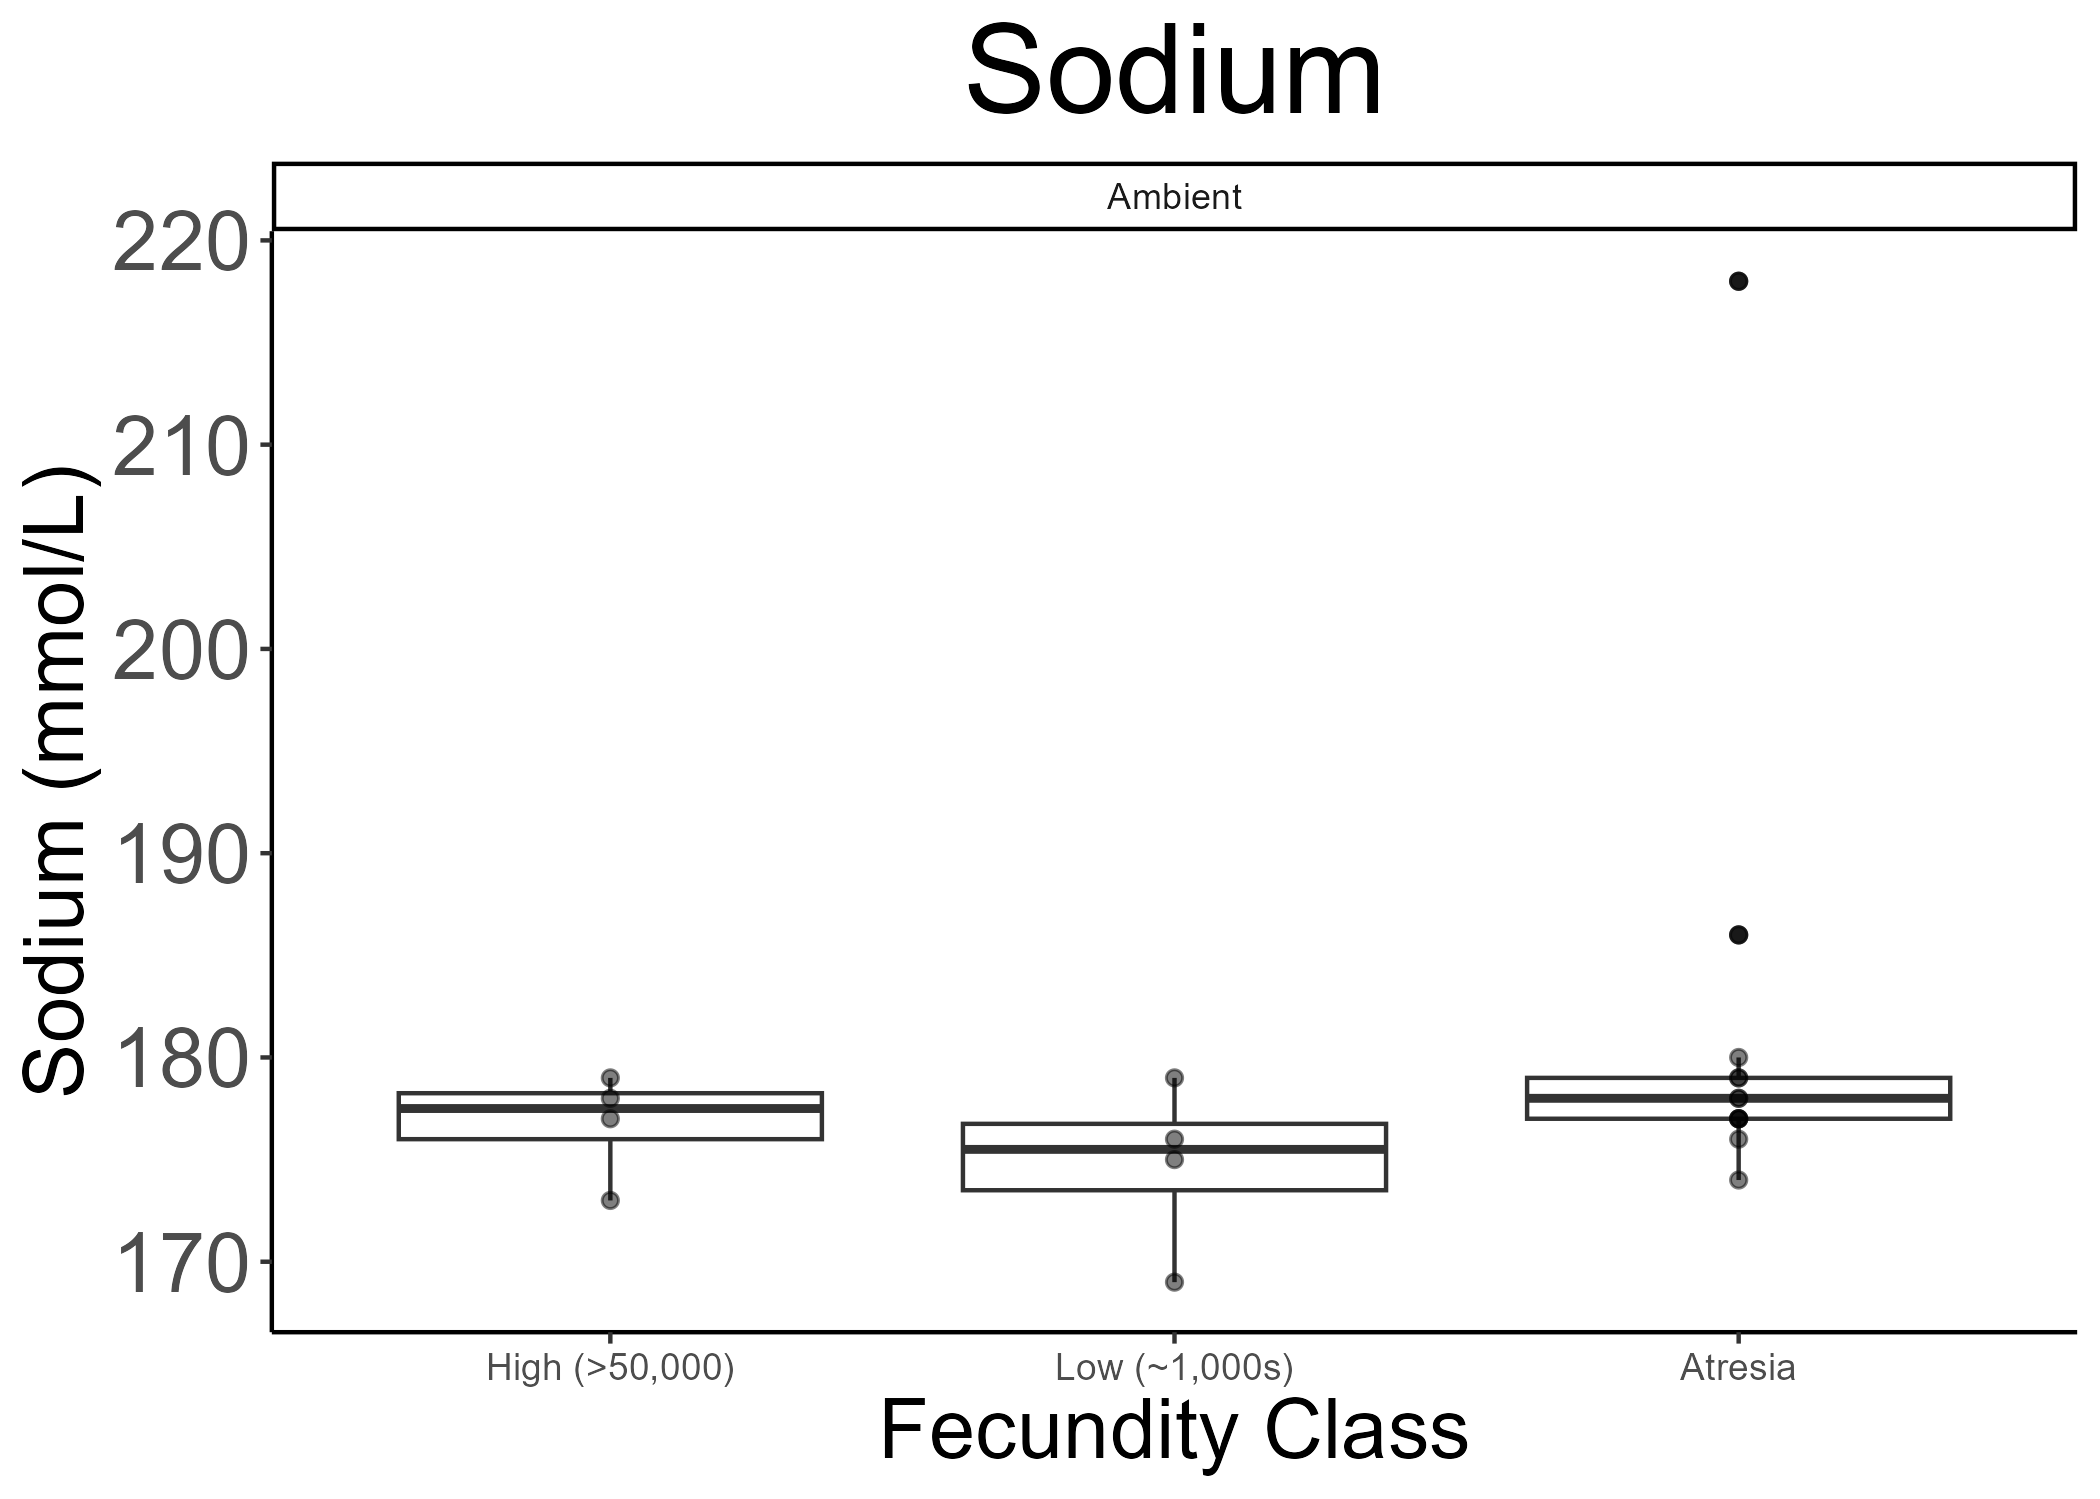 Sodium
Ambient
220
210
200
190
180
170
Sodium (mmol/L)
High (>50,000)
Low (~1,000s)
Atresia
Fecundity Class